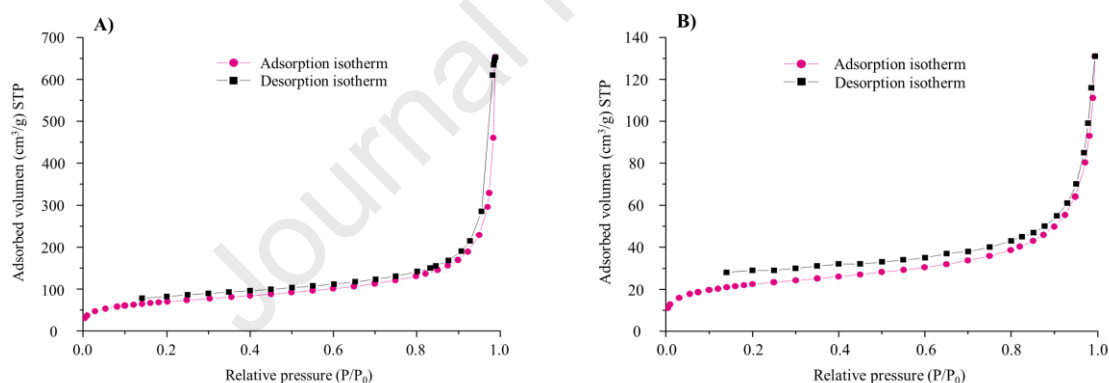 A)
700
600
500
400
300
200
100
0
Adsorbed volumen (cm³/g) STP
Adsorption isotherm
Desorption isotherm
0.0 0.2 0.4 0.6 0.8 1.0
Relative pressure (P/P₀)
B)
140
120
100
80
60
40
20
0
Adsorbed volumen (cm³/g) STP
Adsorption isotherm
Desorption isotherm
0.0 0.2 0.4 0.6 0.8 1.0
Relative pressure (P/P₀)
Journal